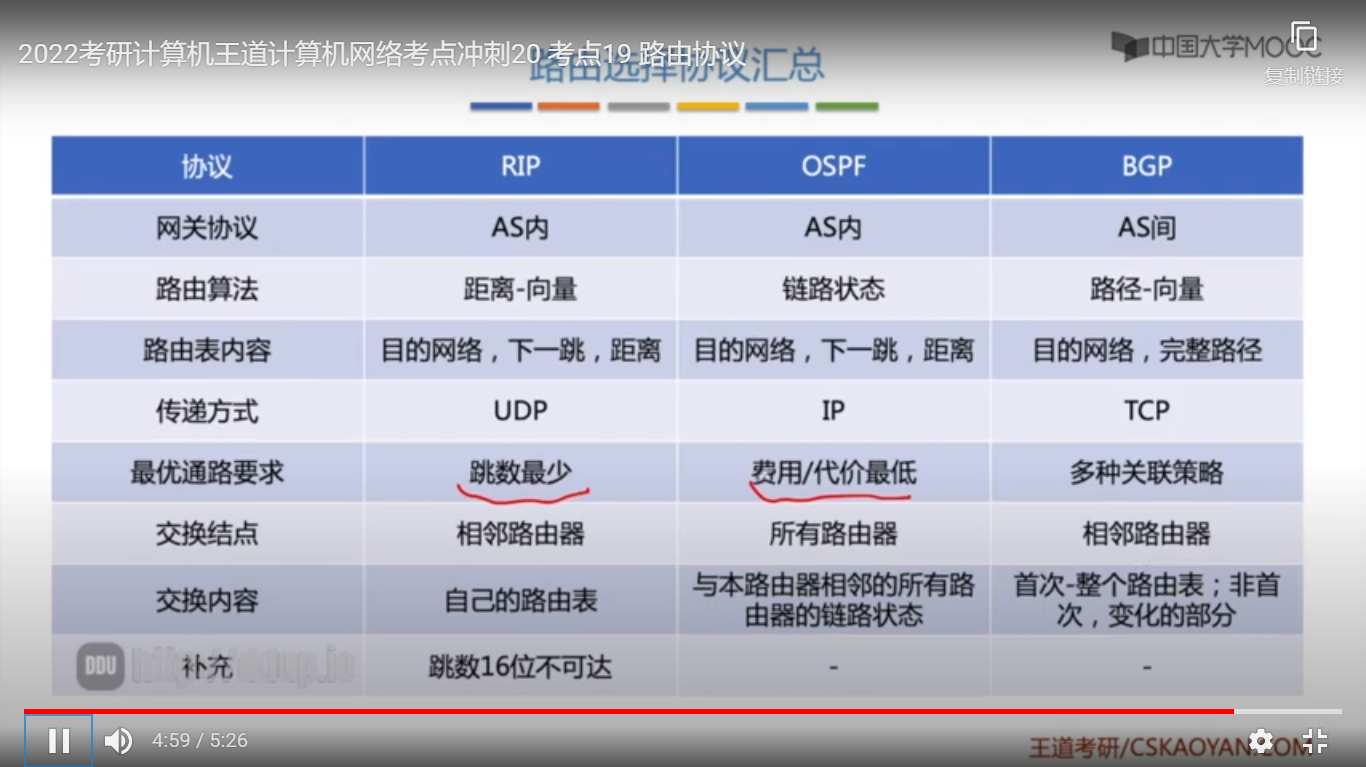 2022考研计算机王道计算机网络考点冲刺20 考点19 路由协议
路由选择协议汇总
中国大学MOOC
复制链接
协议 RIP OSPF BGP
网关协议 AS内 AS内 AS间
路由算法 距离-向量 链路状态 路径-向量
路由表内容 目的网络，下一跳，距离 目的网络，下一跳，距离 目的网络，完整路径
传递方式 UDP IP TCP
最优通路要求 跳数最少 费用/代价最低 多种关联策略
交换结点 相邻路由器 所有路由器 相邻路由器
交换内容 自己的路由表 与本路由器相邻的所有路
由器的链路状态 首次-整个路由表；非首
次，变化的部分
补充 跳数16位不可达 - -
DDU http://ddup.io
4:59 / 5:26
王道考研/CSKAOYAN.COM